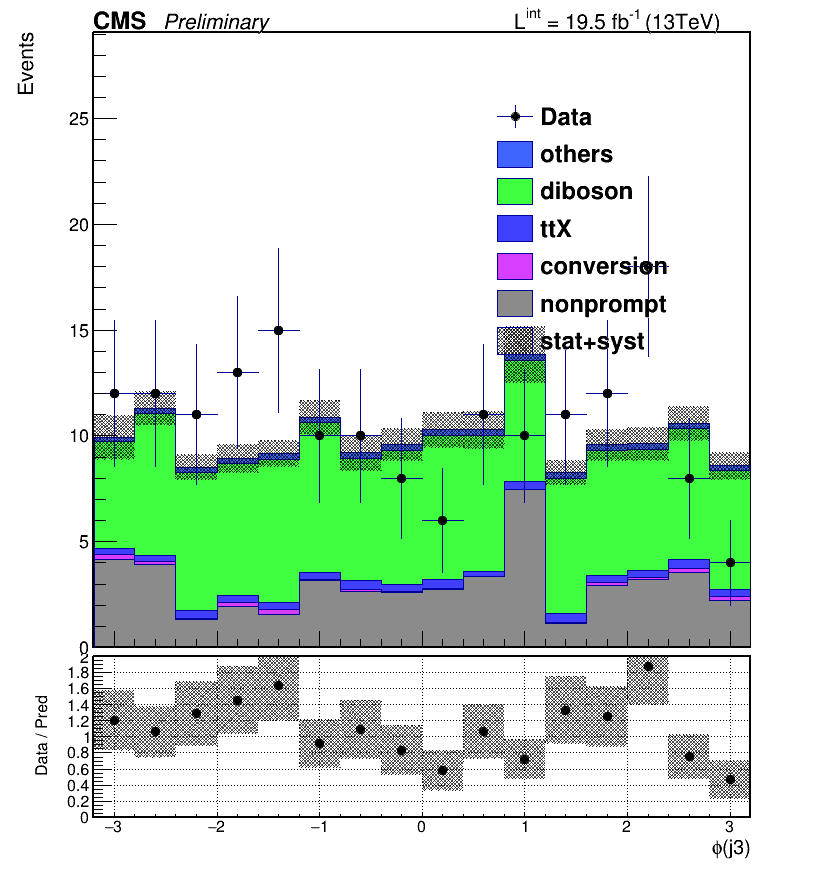 CMS Preliminary L^int = 19.5 fb^-1 (13TeV)
Events
25
20
15
10
5
0
Data
others
diboson
ttX
conversion
nonprompt
stat+syst
Data / Pred
2
1.8
1.6
1.4
1.2
1
0.8
0.6
0.4
0.2
0
−3 −2 −1 0 1 2 3
ϕ(j3)